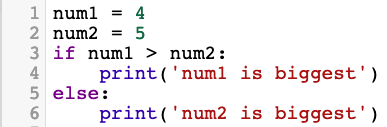 1 num1 = 4
2 num2 = 5
3 if num1 > num2:
4     print('num1 is biggest')
5 else:
6     print('num2 is biggest')